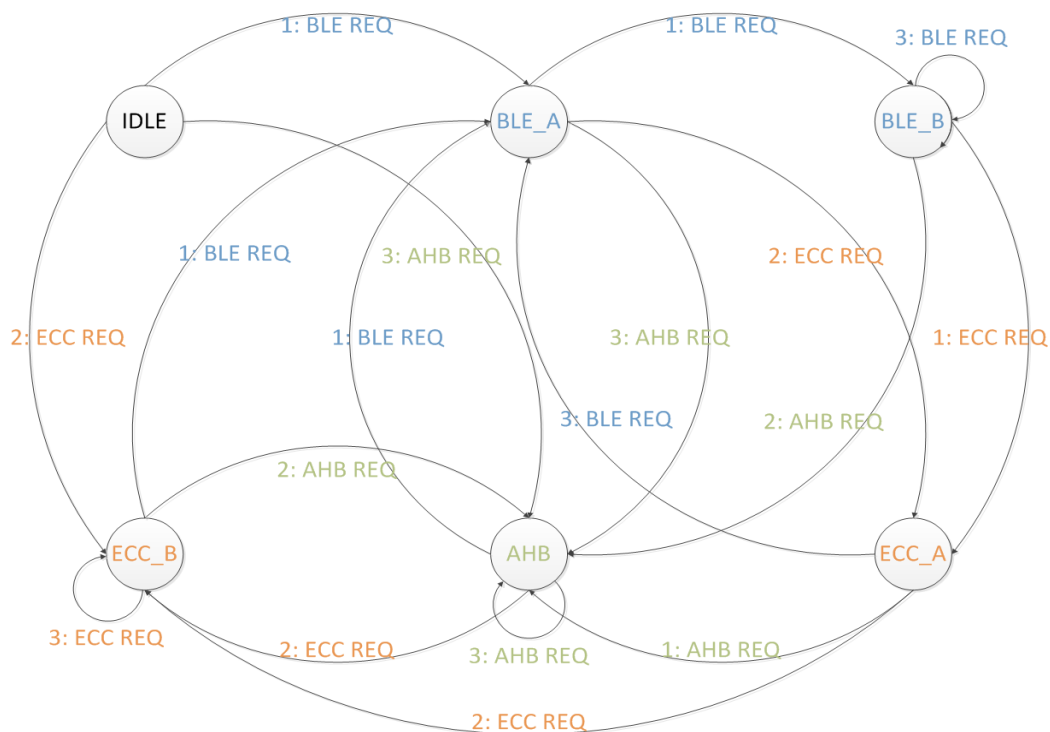 1: BLE REQ
1: BLE REQ
3: BLE REQ
IDLE
BLE_A
BLE_B
1: BLE REQ
3: AHB REQ
2: ECC REQ
2: ECC REQ
1: BLE REQ
3: AHB REQ
1: ECC REQ
3: BLE REQ
2: AHB REQ
2: AHB REQ
ECC_B
AHB
ECC_A
3: ECC REQ
2: ECC REQ
3: AHB REQ
1: AHB REQ
2: ECC REQ